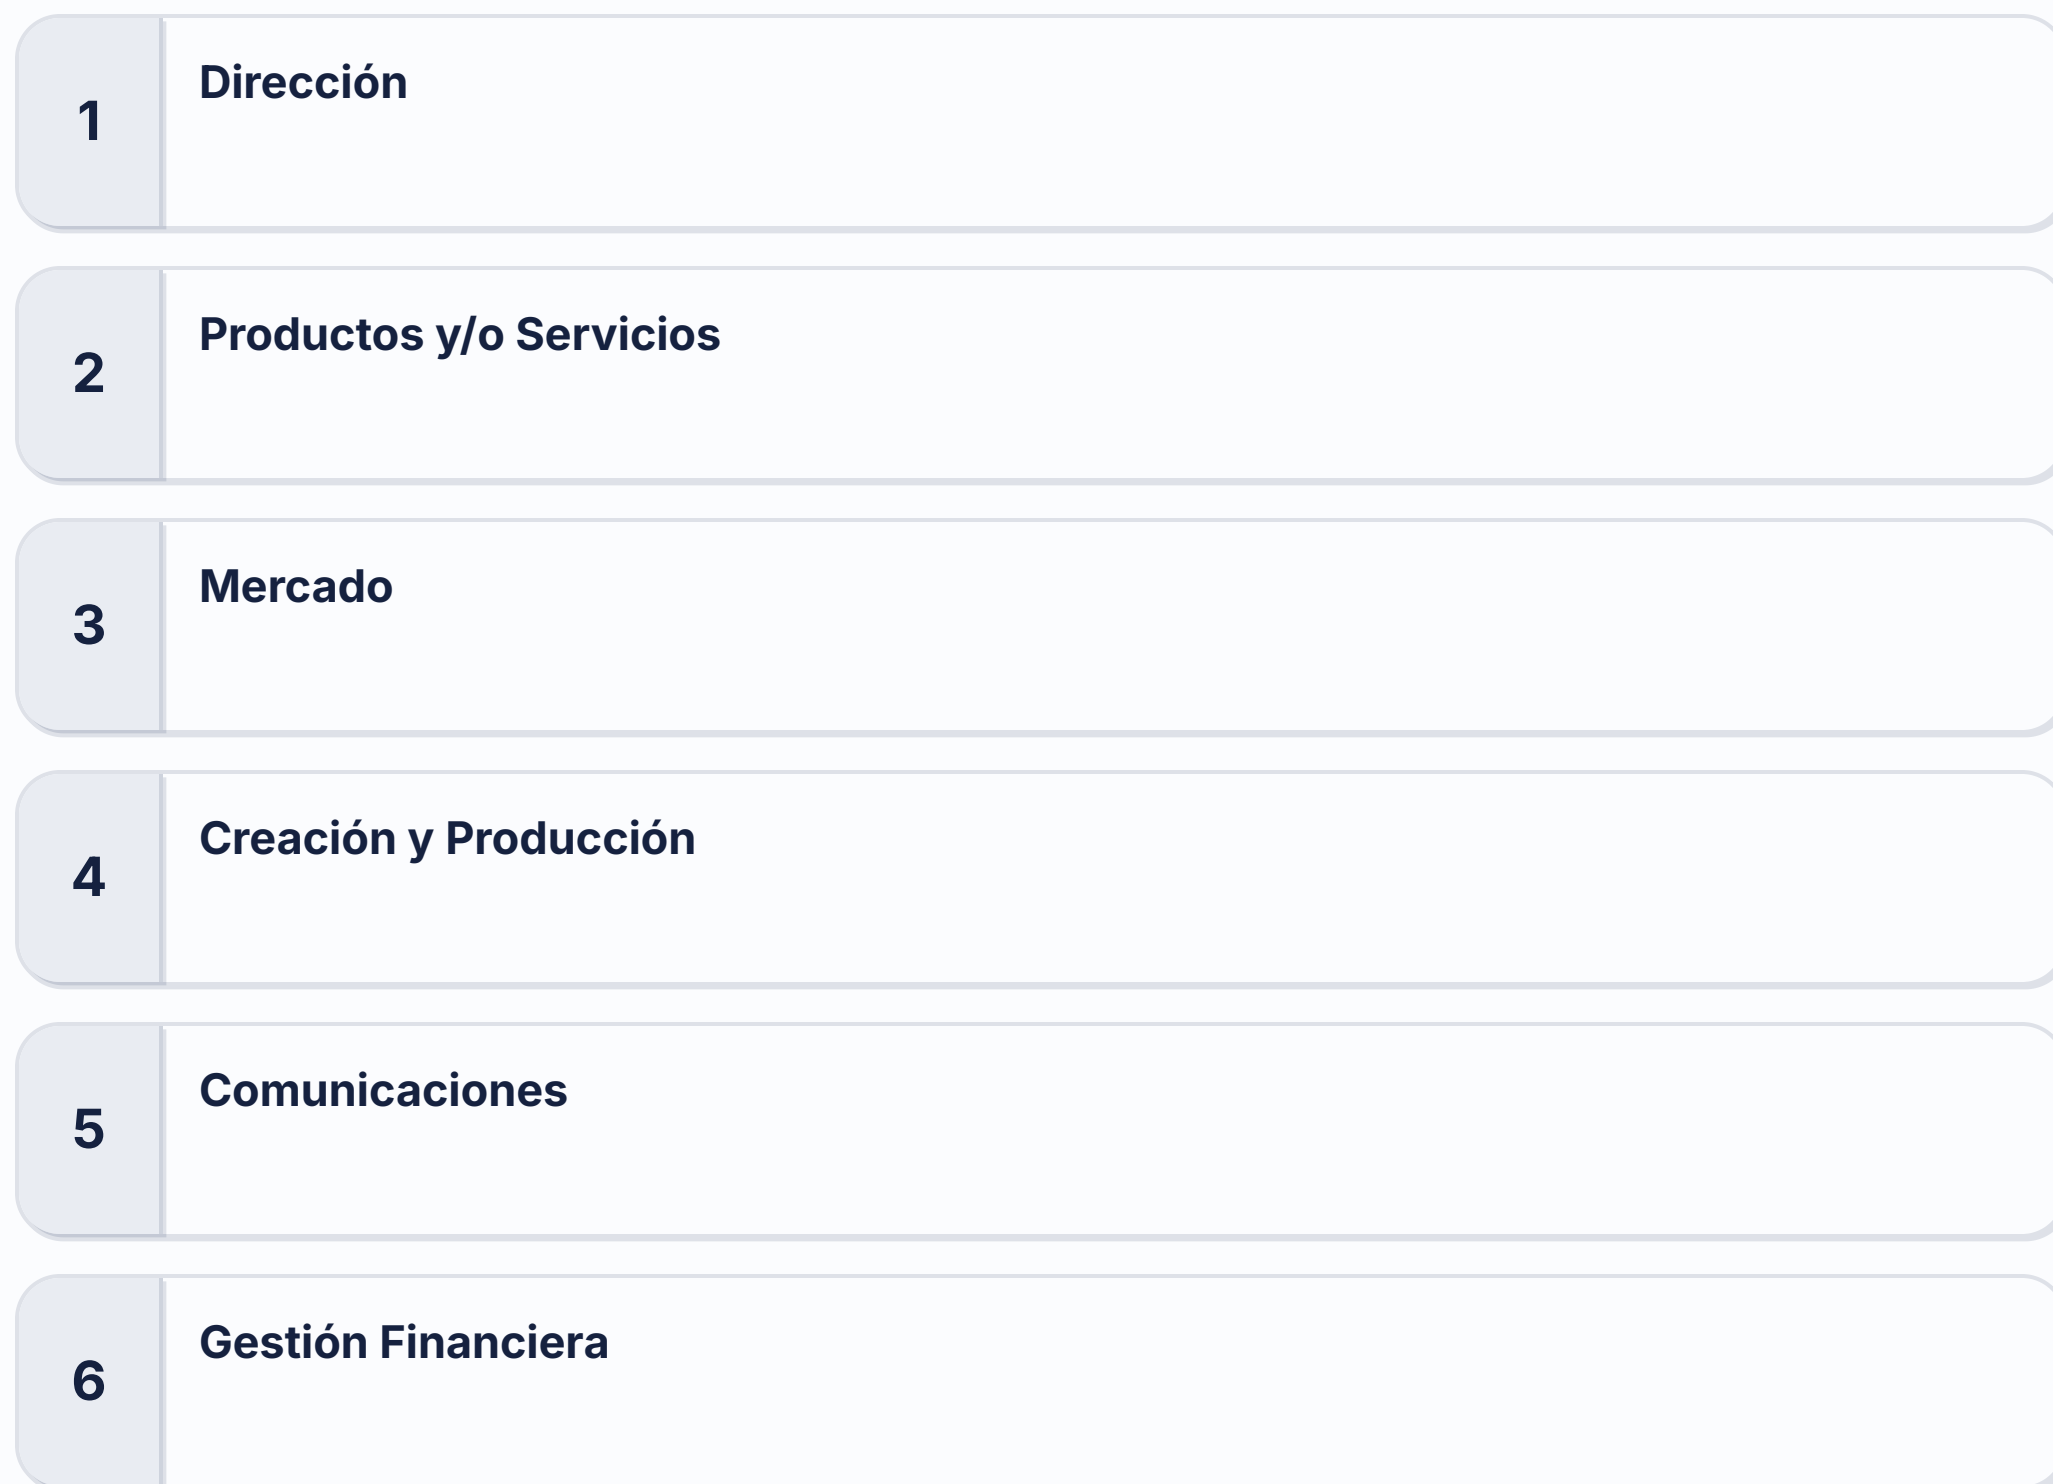 1
Dirección
2
Productos y/o Servicios
3
Mercado
4
Creación y Producción
5
Comunicaciones
6
Gestión Financiera